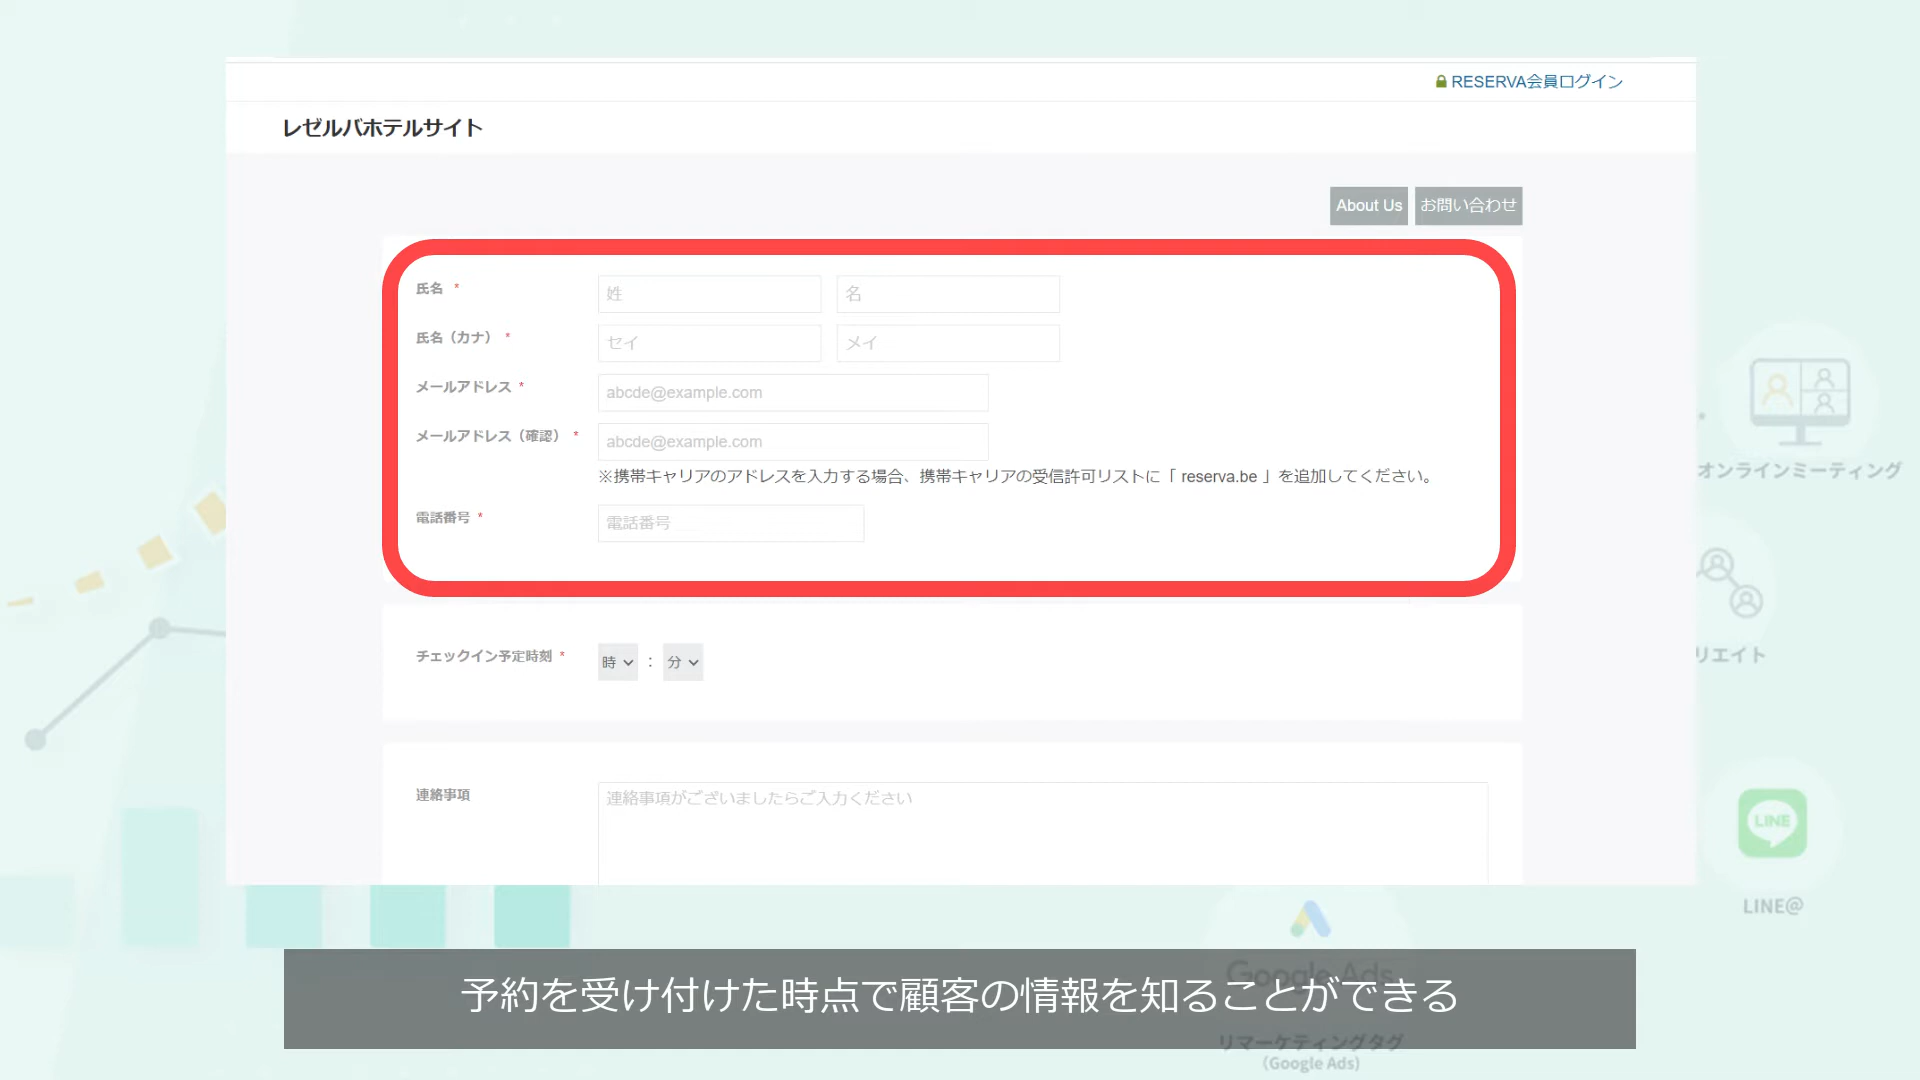 RESERVA会員ログイン
レゼルバホテルサイト
About Us お問い合わせ
氏名 * 姓 名
氏名（カナ） * セイ メイ
メールアドレス * abcde@example.com
メールアドレス（確認） * abcde@example.com
※携帯キャリアのアドレスを入力する場合、携帯キャリアの受信許可リストに「 reserva.be 」を追加してください。
電話番号 * 電話番号
チェックイン予定時刻 * 時 : 分
連絡事項 連絡事項がございましたらご入力ください
オンラインミーティング
リエイト
LINE
LINE@
Google Ads
予約を受け付けた時点で顧客の情報を知ることができる
リマーケティングタグ
(Google Ads)